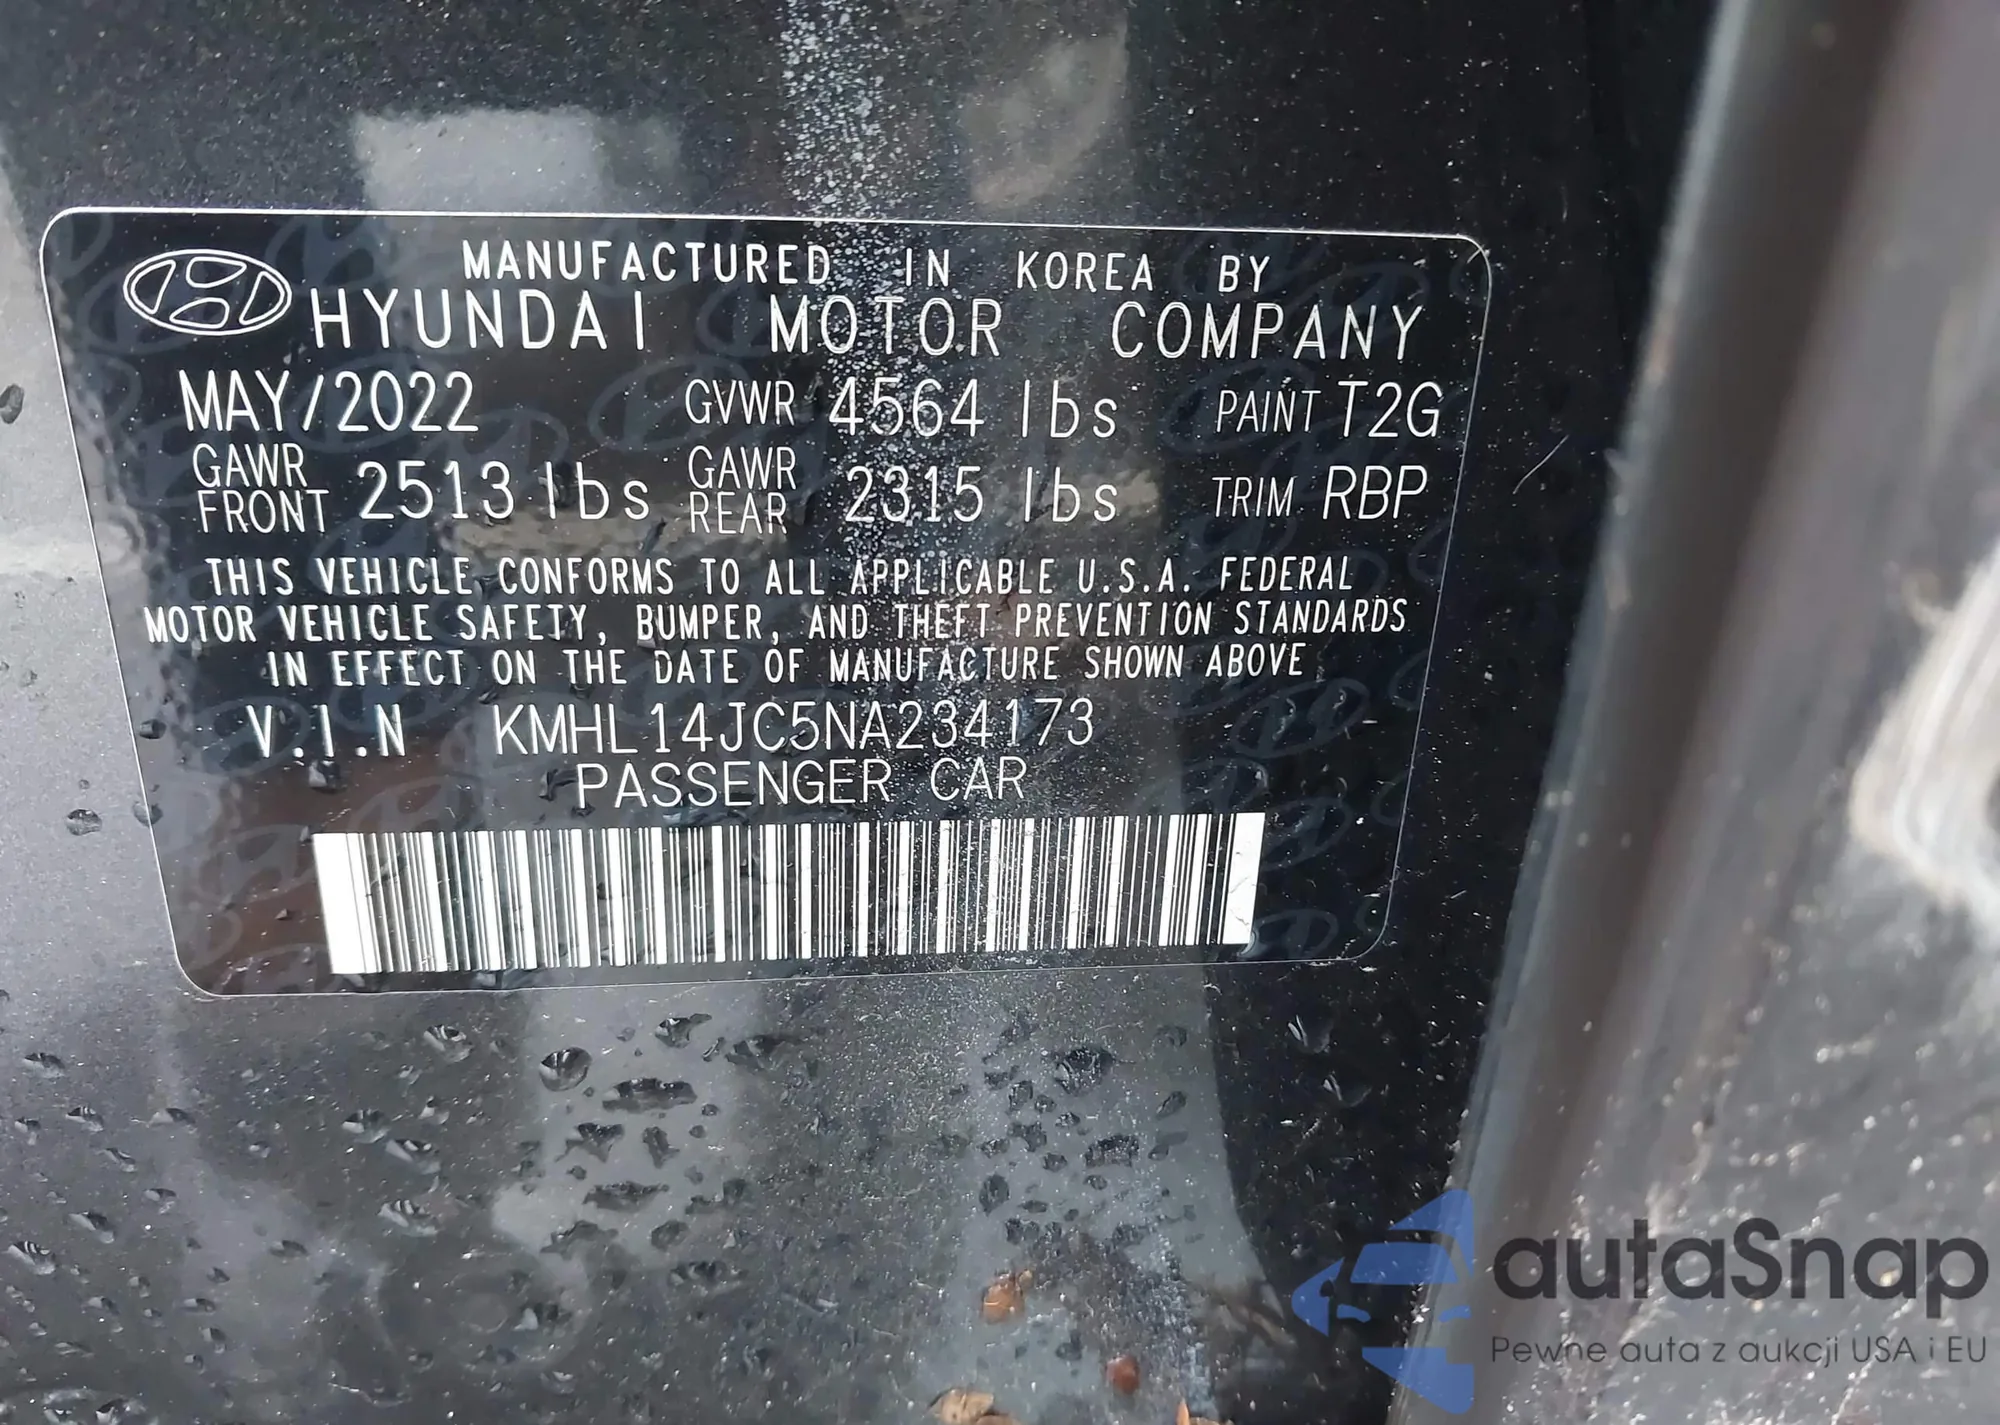 MANUFACTURED IN KOREA BY
HYUNDAI MOTOR COMPANY
MAY/2022 GVWR 4564 lbs PAINT T2G
GAWR FRONT 2513 lbs GAWR REAR 2315 lbs TRIM RBP
THIS VEHICLE CONFORMS TO ALL APPLICABLE U.S.A. FEDERAL
MOTOR VEHICLE SAFETY, BUMPER, AND THEFT PREVENTION STANDARDS
IN EFFECT ON THE DATE OF MANUFACTURE SHOWN ABOVE
V.I.N KMHL14JC5NA234173
PASSENGER CAR
autaSnap
Pewne auta z aukcji USA i EU